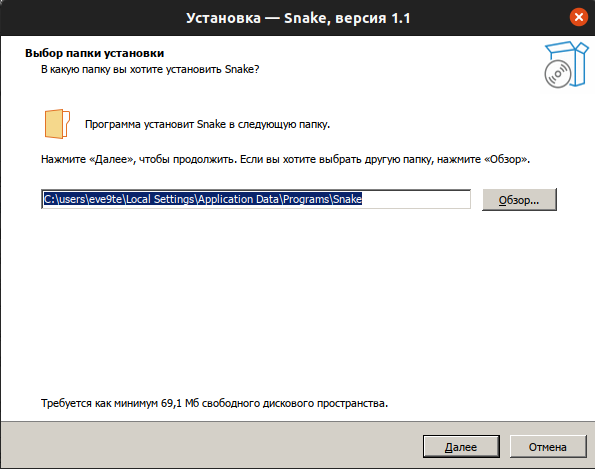 Установка — Snake, версия 1.1
Выбор папки установки
В какую папку вы хотите установить Snake?
Программа установит Snake в следующую папку.
Нажмите «Далее», чтобы продолжить. Если вы хотите выбрать другую папку, нажмите «Обзор».
C:\users\eve9te\Local Settings\Application Data\Programs\Snake
Обзор...
Требуется как минимум 69,1 Мб свободного дискового пространства.
Далее
Отмена